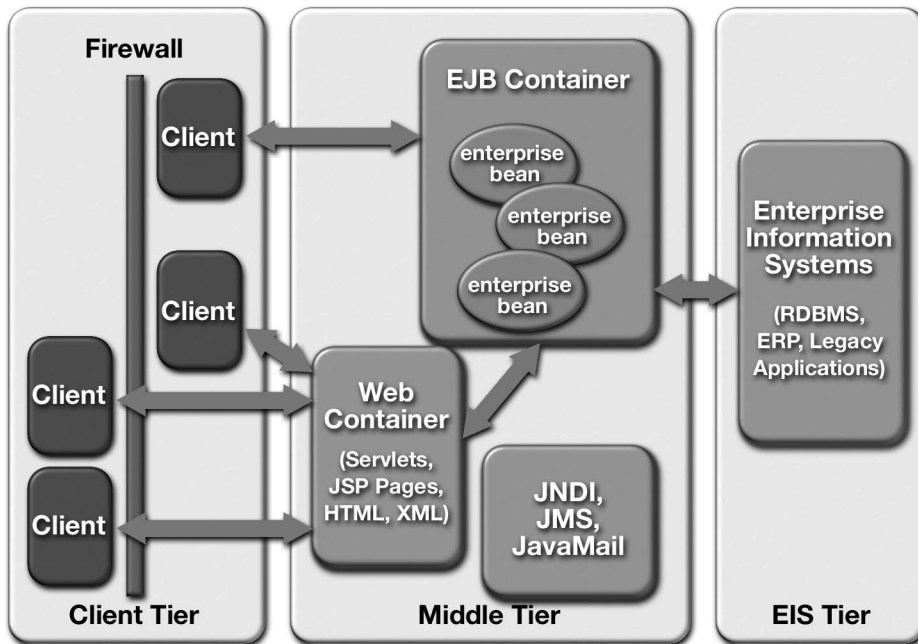 Firewall
Client
Client
Client
Client
Client Tier
EJB Container
enterprise
bean
enterprise
bean
enterprise
bean
Web
Container
(Servlets,
JSP Pages,
HTML, XML)
JNDI,
JMS,
JavaMail
Middle Tier
Enterprise
Information
Systems
(RDBMS,
ERP, Legacy
Applications)
EIS Tier